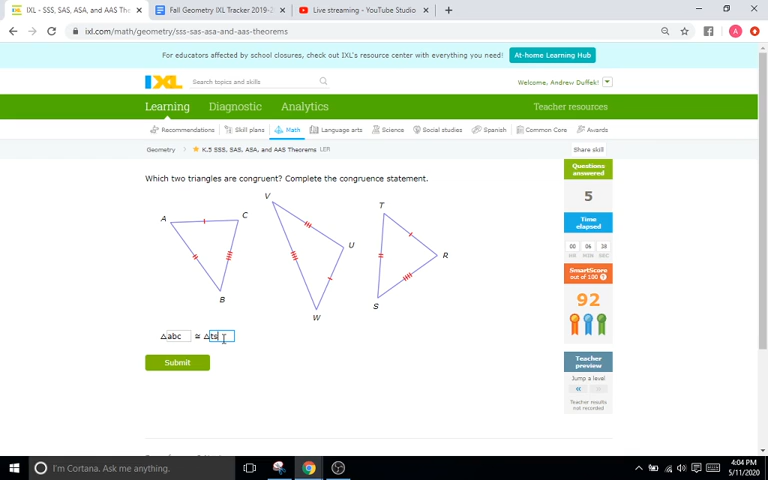 IXL - SSS, SAS, ASA, and AAS The
Fall Geometry IXL Tracker 2019-2
Live streaming - YouTube Studio
ixl.com/math/geometry/sss-sas-asa-and-aas-theorems
For educators affected by school closures, check out IXL's resource center with everything you need!
At-home Learning Hub
IXL
Search topics and skills
Welcome, Andrew Duffek!
Learning
Diagnostic
Analytics
Teacher resources
Recommendations
Skill plans
Math
Language arts
Science
Social studies
Spanish
Common Core
Awards
Geometry
K.5 SSS, SAS, ASA, and AAS Theorems
Share skill
Which two triangles are congruent? Complete the congruence statement.
Questions answered
5
Time elapsed
00 06 38
HR MIN SEC
SmartScore
out of 100 ?
92
A C B
V U W
T R S
△abc ≅ △ts
Submit
Teacher preview
Jump a level
Teacher results not recorded
I'm Cortana. Ask me anything.
4:04 PM
5/11/2020